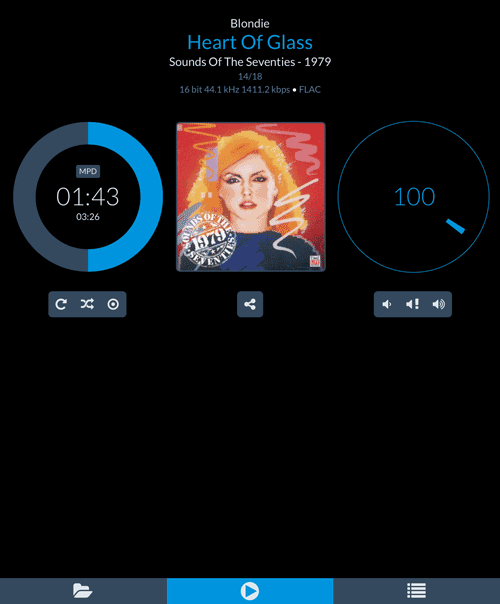 Blondie
Heart Of Glass
Sounds Of The Seventies - 1979
14/18
16 bit 44.1 kHz 1411.2 kbps • FLAC
MPD
01:43
03:26
SOUNDS OF THE
1979
SEVENTIES
100